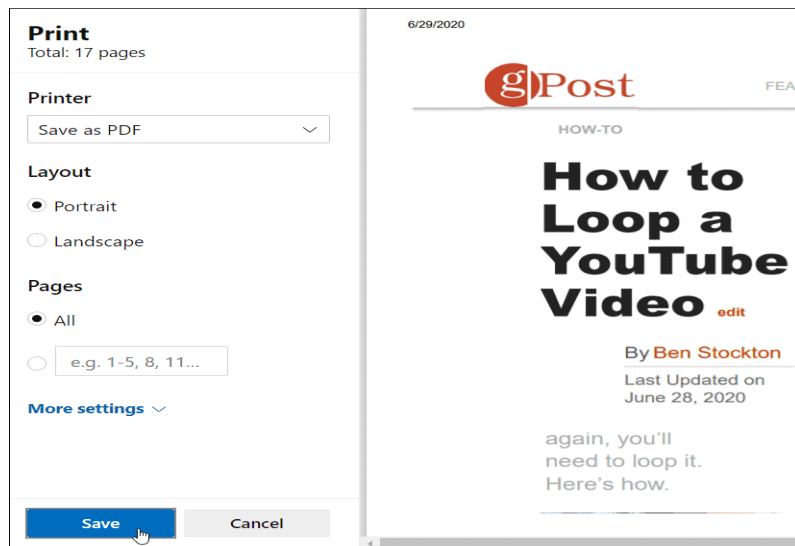 Print
Total: 17 pages
Printer
Save as PDF
Layout
Portrait
Landscape
Pages
All
e.g. 1-5, 8, 11...
More settings
Save
Cancel
6/29/2020
gPost
FEA
HOW-TO
How to
Loop a
YouTube
Video edit
By Ben Stockton
Last Updated on
June 28, 2020
again, you'll
need to loop it.
Here's how.